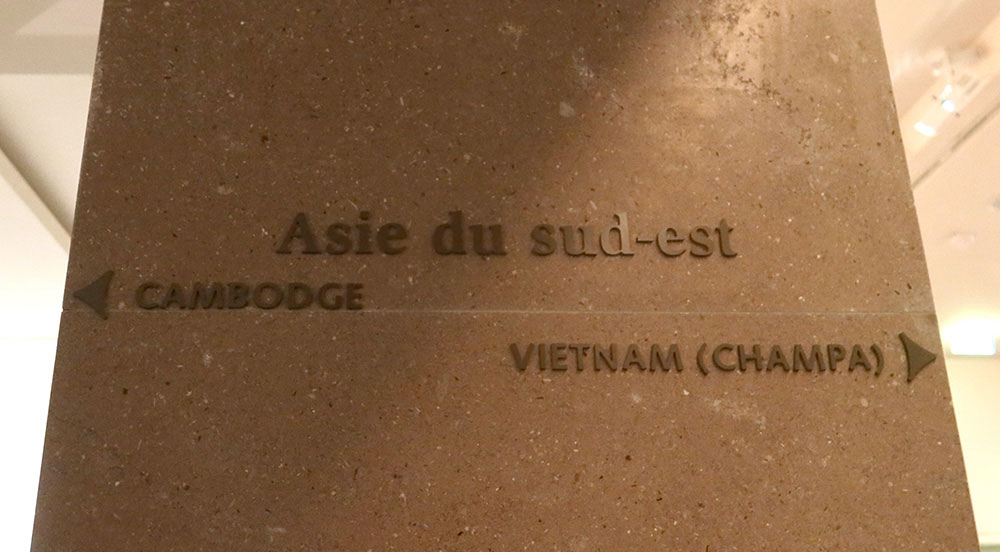 Asie du sud-est
CAMBODGE
VIETNAM (CHAMPA)